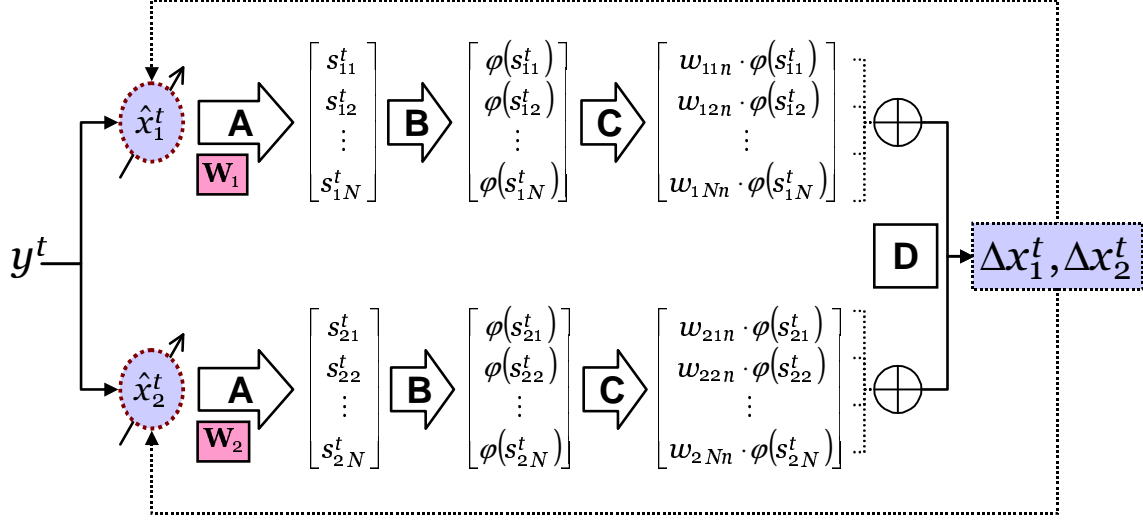 x̂₁ᵗ
A
W₁
s₁₁ᵗ
s₁₂ᵗ
⋮
s₁Nᵗ
B
φ(s₁₁ᵗ)
φ(s₁₂ᵗ)
⋮
φ(s₁Nᵗ)
C
w₁₁ₙ · φ(s₁₁ᵗ)
w₁₂ₙ · φ(s₁₂ᵗ)
⋮
w₁Nₙ · φ(s₁Nᵗ)
yᵗ
D
Δx₁ᵗ, Δx₂ᵗ
x̂₂ᵗ
A
W₂
s₂₁ᵗ
s₂₂ᵗ
⋮
s₂Nᵗ
B
φ(s₂₁ᵗ)
φ(s₂₂ᵗ)
⋮
φ(s₂Nᵗ)
C
w₂₁ₙ · φ(s₂₁ᵗ)
w₂₂ₙ · φ(s₂₂ᵗ)
⋮
w₂Nₙ · φ(s₂Nᵗ)